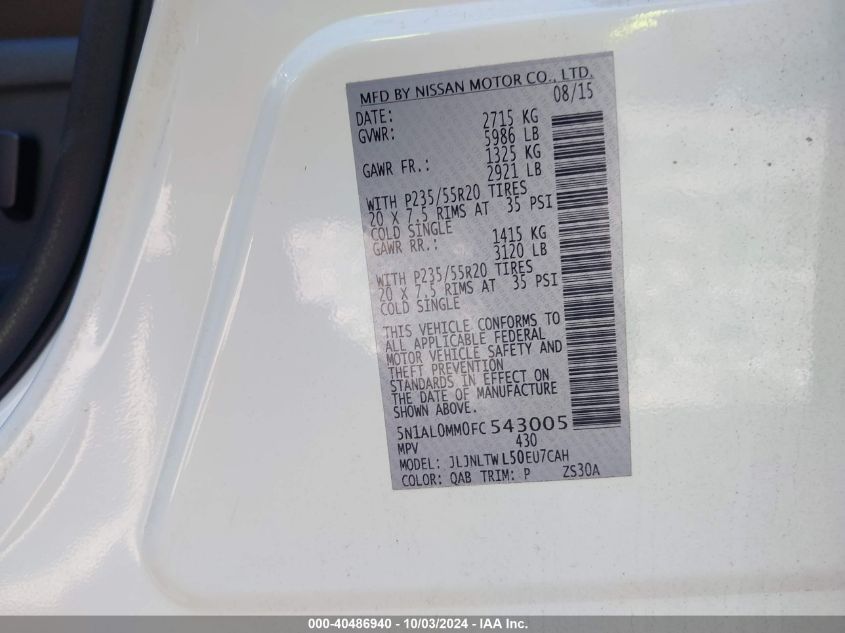 MFD BY NISSAN MOTOR CO., LTD.
DATE: 08/15
GVWR: 2715 KG
5986 LB
GAWR FR.: 1325 KG
2921 LB
WITH P235/55R20 TIRES
20 X 7.5 RIMS AT 35 PSI
COLD SINGLE
GAWR RR.: 1415 KG
3120 LB
WITH P235/55R20 TIRES
20 X 7.5 RIMS AT 35 PSI
COLD SINGLE
THIS VEHICLE CONFORMS TO
ALL APPLICABLE FEDERAL
MOTOR VEHICLE SAFETY AND
THEFT PREVENTION
STANDARDS IN EFFECT ON
THE DATE OF MANUFACTURE
SHOWN ABOVE.
5N1AL0MM0FC543005
MPV 430
MODEL: JLJNLTWL50EU7CAH
COLOR: QAB TRIM: P ZS30A
000-40486940 - 10/03/2024 - IAA Inc.